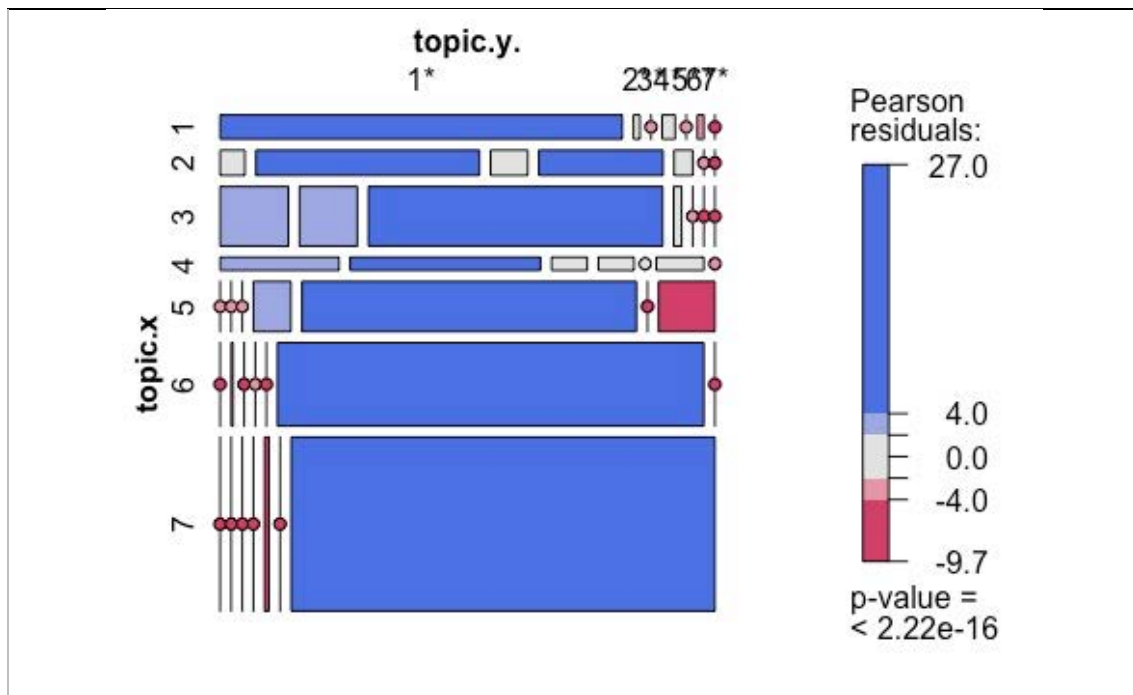 topic.y.
1* 234567*
topic.x
1
2
3
4
5
6
7
Pearson
residuals:
27.0
4.0
0.0
-4.0
-9.7
p-value =
< 2.22e-16